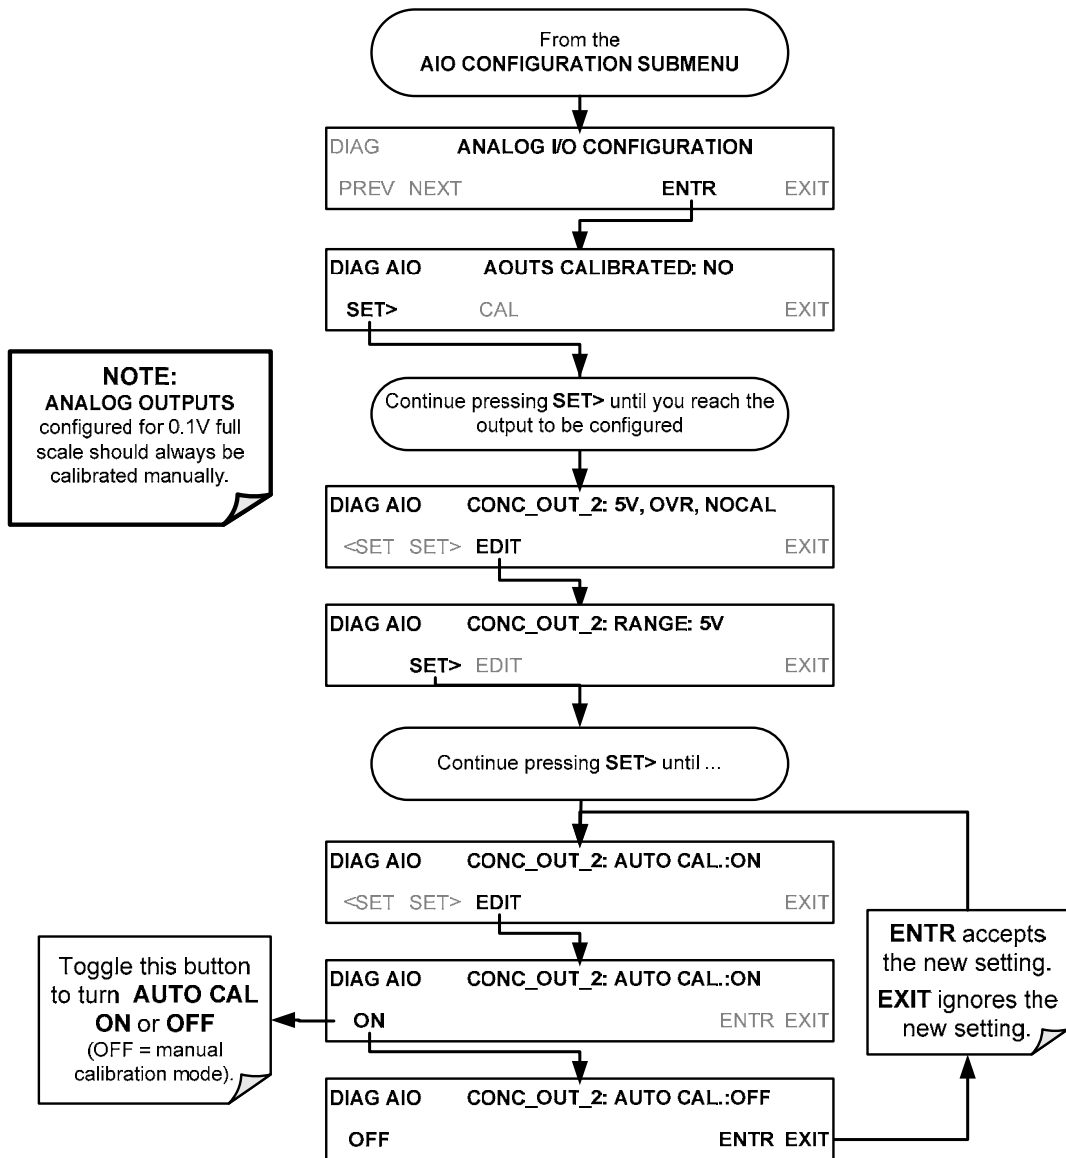 From the
AIO CONFIGURATION SUBMENU
DIAG ANALOG I/O CONFIGURATION
PREV NEXT ENTR EXIT
DIAG AIO AOUTS CALIBRATED: NO
SET> CAL EXIT
NOTE:
ANALOG OUTPUTS
configured for 0.1V full
scale should always be
calibrated manually.
Continue pressing SET> until you reach the
output to be configured
DIAG AIO CONC_OUT_2: 5V, OVR, NOCAL
<SET SET> EDIT EXIT
DIAG AIO CONC_OUT_2: RANGE: 5V
SET> EDIT EXIT
Continue pressing SET> until ...
DIAG AIO CONC_OUT_2: AUTO CAL.:ON
<SET SET> EDIT EXIT
ENTR accepts
the new setting.
EXIT ignores the
new setting.
Toggle this button
to turn AUTO CAL
ON or OFF
(OFF = manual
calibration mode).
DIAG AIO CONC_OUT_2: AUTO CAL.:ON
ON ENTR EXIT
DIAG AIO CONC_OUT_2: AUTO CAL.:OFF
OFF ENTR EXIT